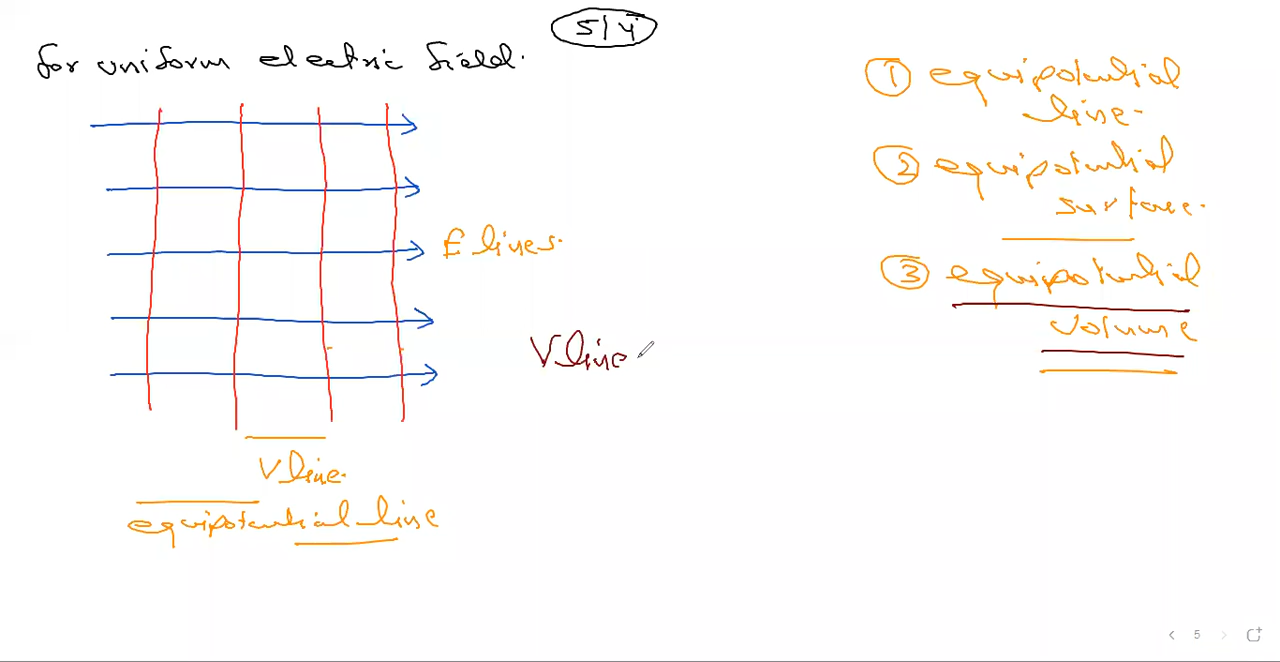 5/4
for uniform electric field.
① equipotential
line.
② equipotential
surface.
③ equipotential
volume
E lines.
V line
V line.
equipotential line
5